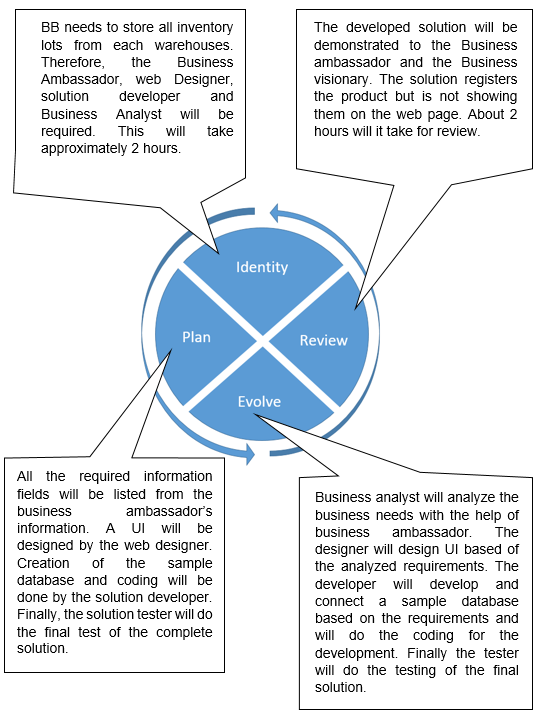 BB needs to store all inventory
lots from each warehouses.
Therefore, the Business
Ambassador, web Designer,
solution developer and
Business Analyst will be
required. This will take
approximately 2 hours.
The developed solution will be
demonstrated to the Business
ambassador and the Business
visionary. The solution registers
the product but is not showing
them on the web page. About 2
hours will it take for review.
Identity
Plan
Review
Evolve
All the required information
fields will be listed from the
business ambassador’s
information. A UI will be
designed by the web designer.
Creation of the sample
database and coding will be
done by the solution developer.
Finally, the solution tester will do
the final test of the complete
solution.
Business analyst will analyze the
business needs with the help of
business ambassador. The
designer will design UI based of
the analyzed requirements. The
developer will develop and
connect a sample database
based on the requirements and
will do the coding for the
development. Finally the tester
will do the testing of the final
solution.